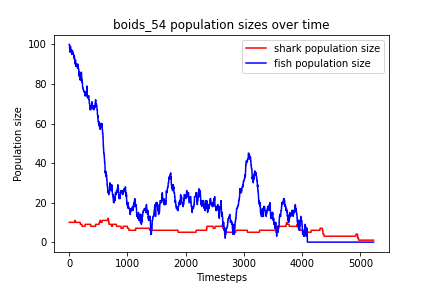 boids_54 population sizes over time
shark population size
fish population size
Population size
100
80
60
40
20
0
0
1000
2000
3000
4000
5000
Timesteps